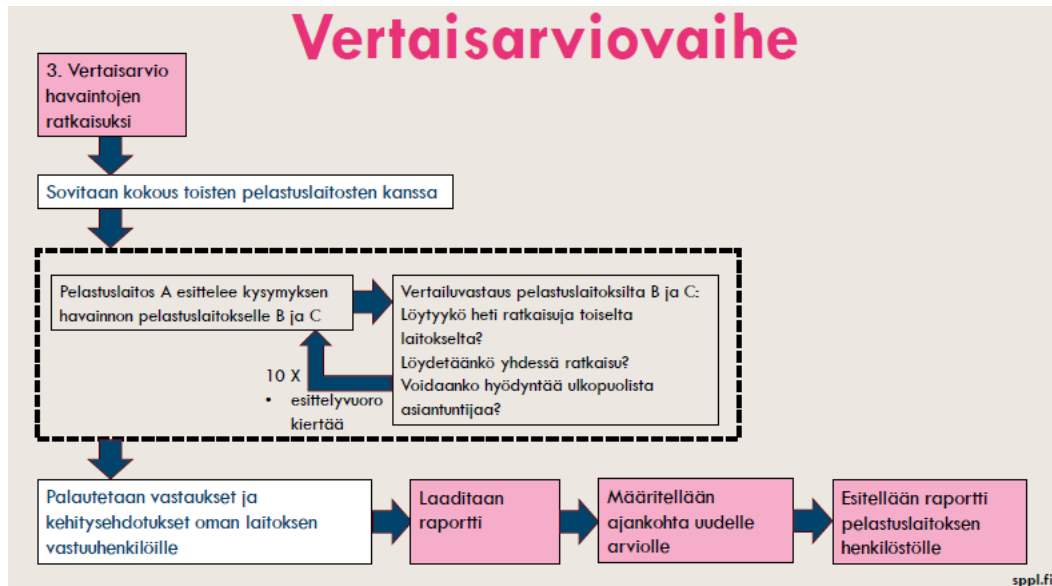 Vertaisarviovaihe
3. Vertaisarvio
havaintojen
ratkaisuksi
Sovitaan kokous toisten pelastuslaitosten kanssa
Pelastuslaitos A esittelee kysymyksen
havainnon pelastuslaitokselle B ja C
Vertailuvastaus pelastuslaitoksilta B ja C:
Löytyykö heti ratkaisuja toiselta
laitokselta?
Löydetäänkö yhdessä ratkaisu?
Voidaanko hyödyntää ulkopuolista
asiantuntijaa?
10 X
• esittelyvuoro
kiertää
Palautetaan vastaukset ja
kehitysehdotukset oman laitoksen
vastuuhenkilöille
Laaditaan
raportti
Määritellään
ajankohta uudelle
arviolle
Esitellään raportti
pelastuslaitoksen
henkilöstölle
sppl.fi